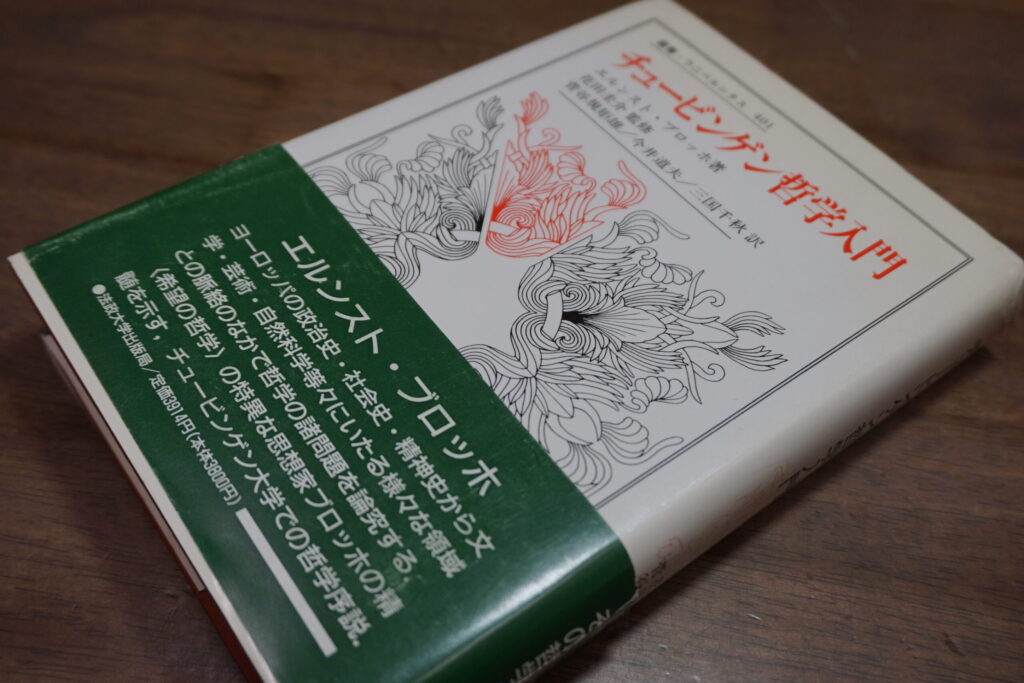 叢書・ウニベルシタス 401
チュービンゲン哲学入門
エルンスト・ブロッホ著
花田圭介監修
菅谷規矩雄／今井道夫／三国千秋訳
エルンスト・ブロッホ
ヨーロッパの政治史・社会史・精神史から文
学・芸術・自然科学等々にいたる様々な領域
との脈絡のなかで哲学の諸問題を論究する。
〈希望の哲学〉の特異な思想家ブロッホの精
髄を示す，チュービンゲン大学での哲学序説．
●法政大学出版局／定価3914円(本体3800円)